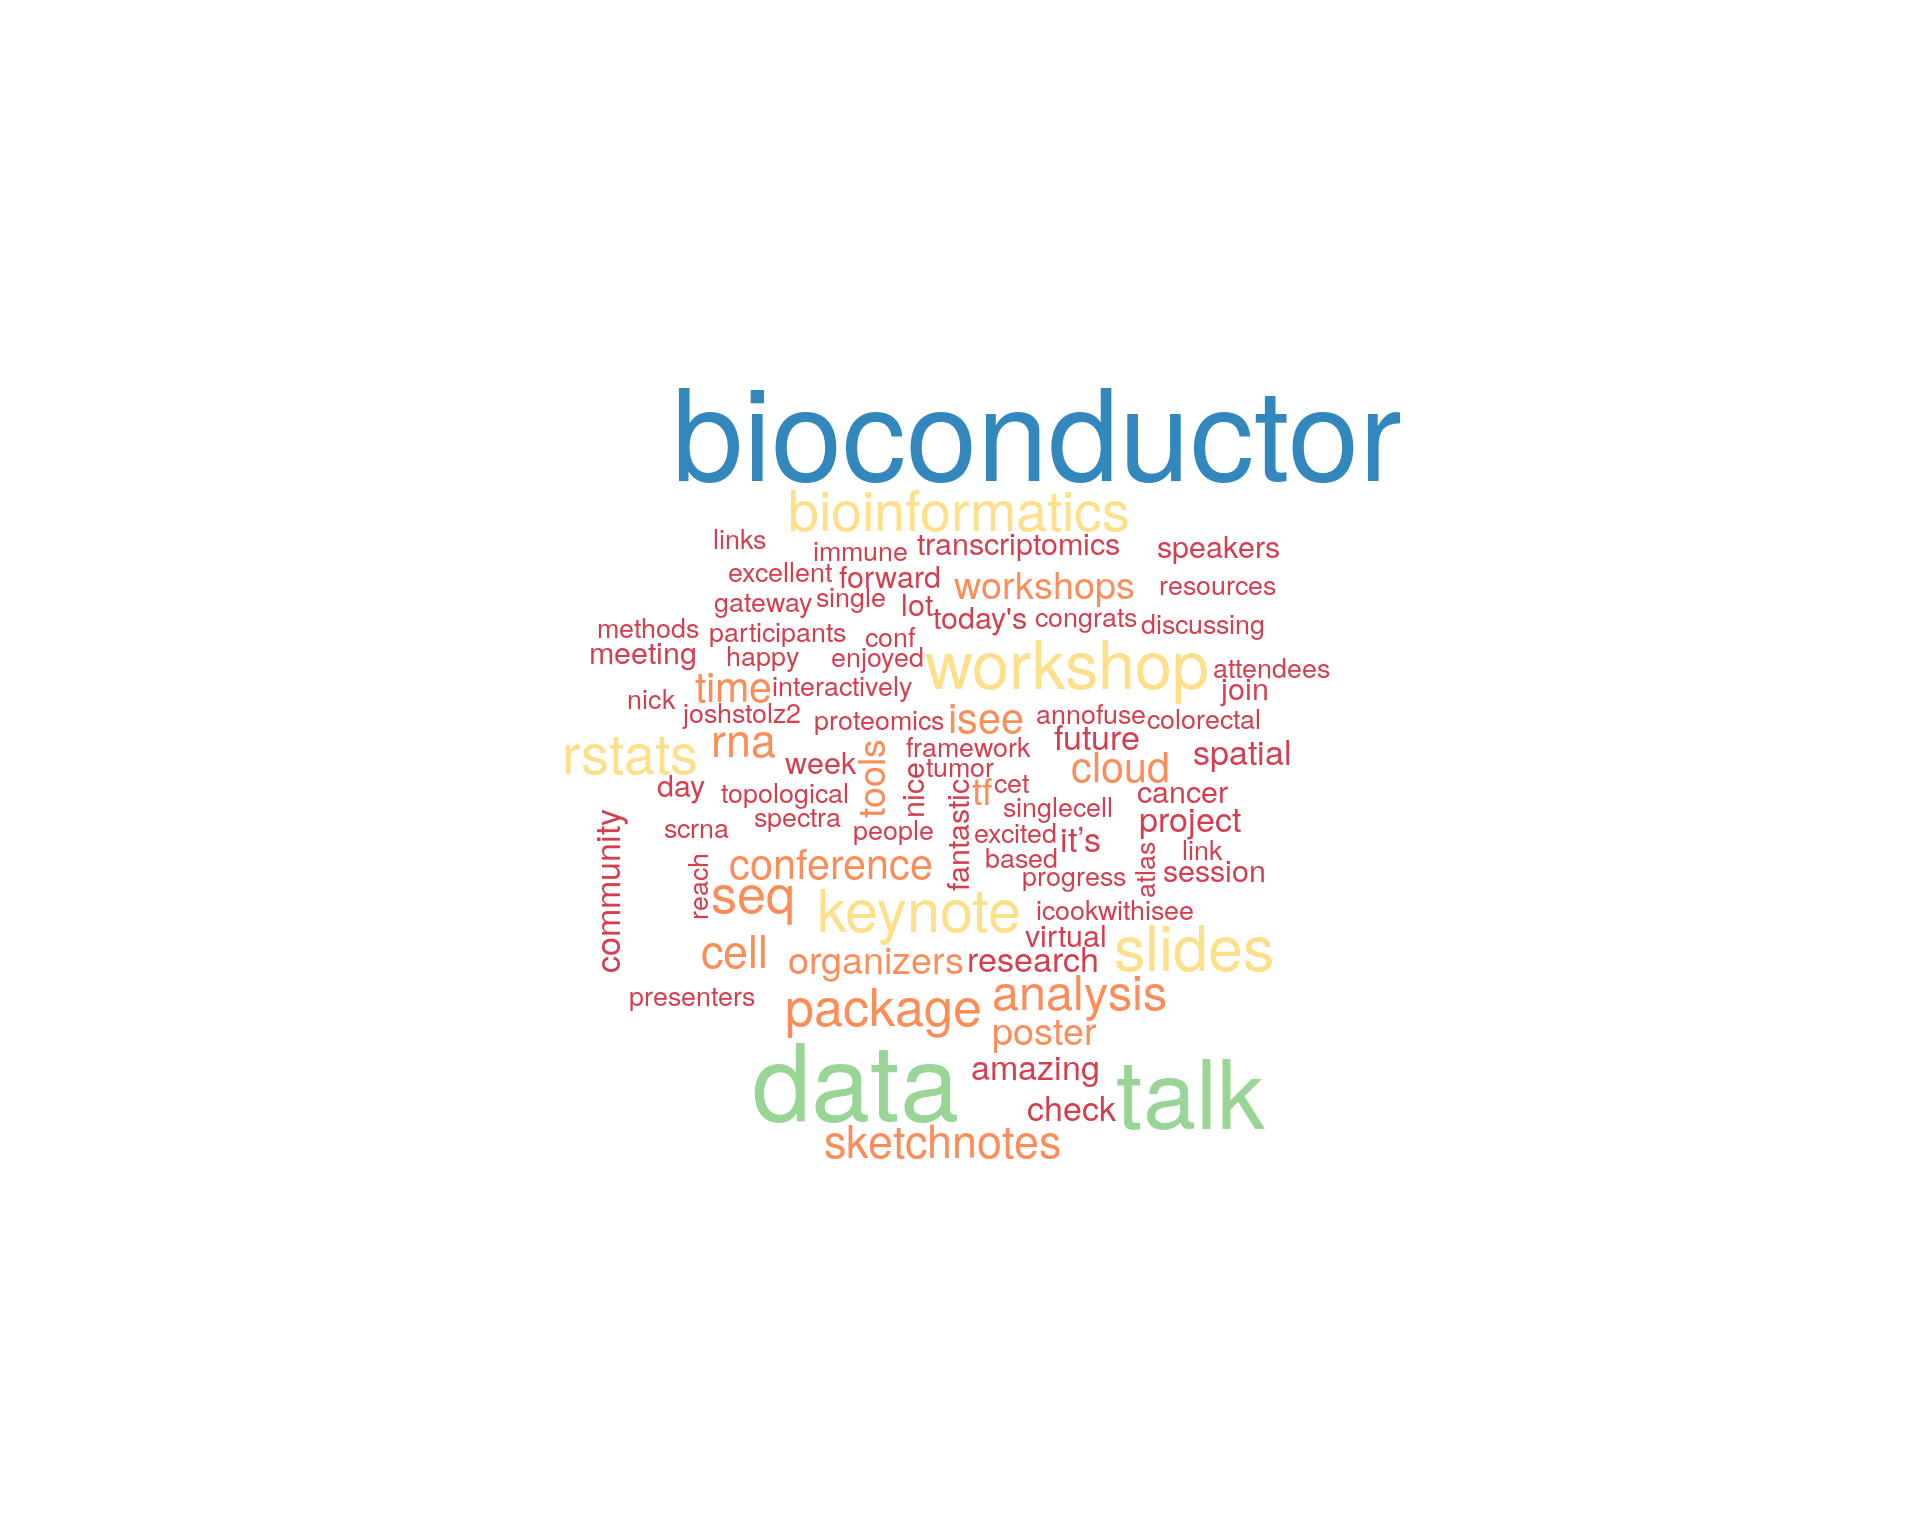 bioconductor
bioinformatics
links
immune
transcriptomics
speakers
excellent
forward
workshops
resources
gateway
single
lot
today's
congrats
discussing
methods
participants
conf
meeting
happy
enjoyed
workshop
attendees
nick
time
interactively
join
joshstolz2
proteomics
isee
annofuse
colorectal
rstats
rna
week
tools
framework
future
spatial
nice
tumor
cloud
day
topological
fantastic
tf
cet
cancer
scrna
spectra
people
singlecell
project
community
excited
it’s
link
reach
conference
based
progress
atlas
session
seq
keynote
icookwithisee
virtual
slides
cell
organizers
research
presenters
package
analysis
poster
data
amazing
check
talk
sketchnotes